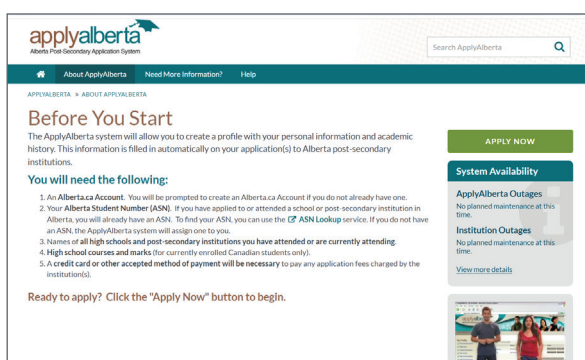 applyalberta
Alberta Post-Secondary Application System
Search ApplyAlberta
About ApplyAlberta Need More Information? Help
APPLYALBERTA » ABOUT APPLYALBERTA
Before You Start
The ApplyAlberta system will allow you to create a profile with your personal information and academic
history. This information is filled in automatically on your application(s) to Alberta post-secondary
institutions.
You will need the following:
1. An Alberta.ca Account. You will be prompted to create an Alberta.ca Account if you do not already have one.
2. Your Alberta Student Number (ASN). If you have applied to or attended a school or post-secondary institution in
Alberta, you will already have an ASN. To find your ASN, you can use the ASN Lookup service. If you do not have
an ASN, the ApplyAlberta system will assign one to you.
3. Names of all high schools and post-secondary institutions you have attended or are currently attending.
4. High school courses and marks (for currently enrolled Canadian students only).
5. A credit card or other accepted method of payment will be necessary to pay any application fees charged by the
institution(s).
Ready to apply? Click the "Apply Now" button to begin.
APPLY NOW
System Availability
ApplyAlberta Outages
No planned maintenance at this
time.
Institution Outages
No planned maintenance at this
time.
View more details